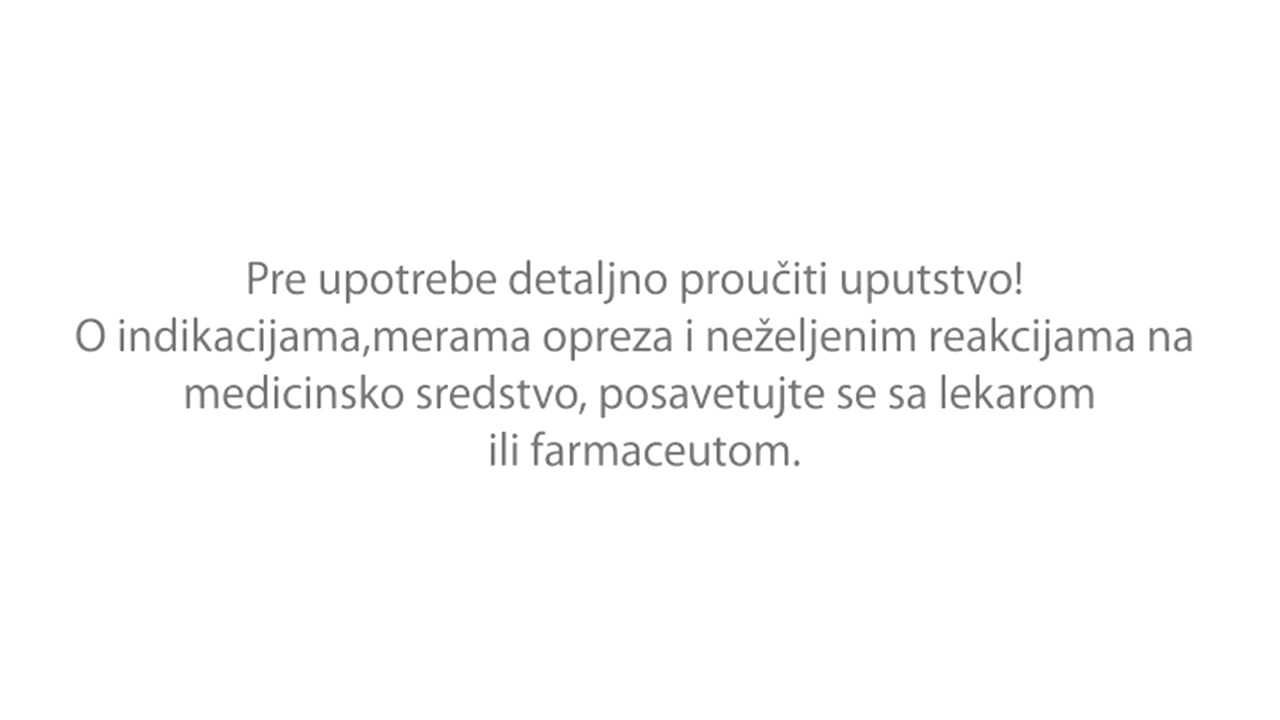 Pre upotrebe detaljno proučiti uputstvo!
O indikacijama,merama opreza i neželjenim reakcijama na
medicinsko sredstvo, posavetujte se sa lekarom
ili farmaceutom.